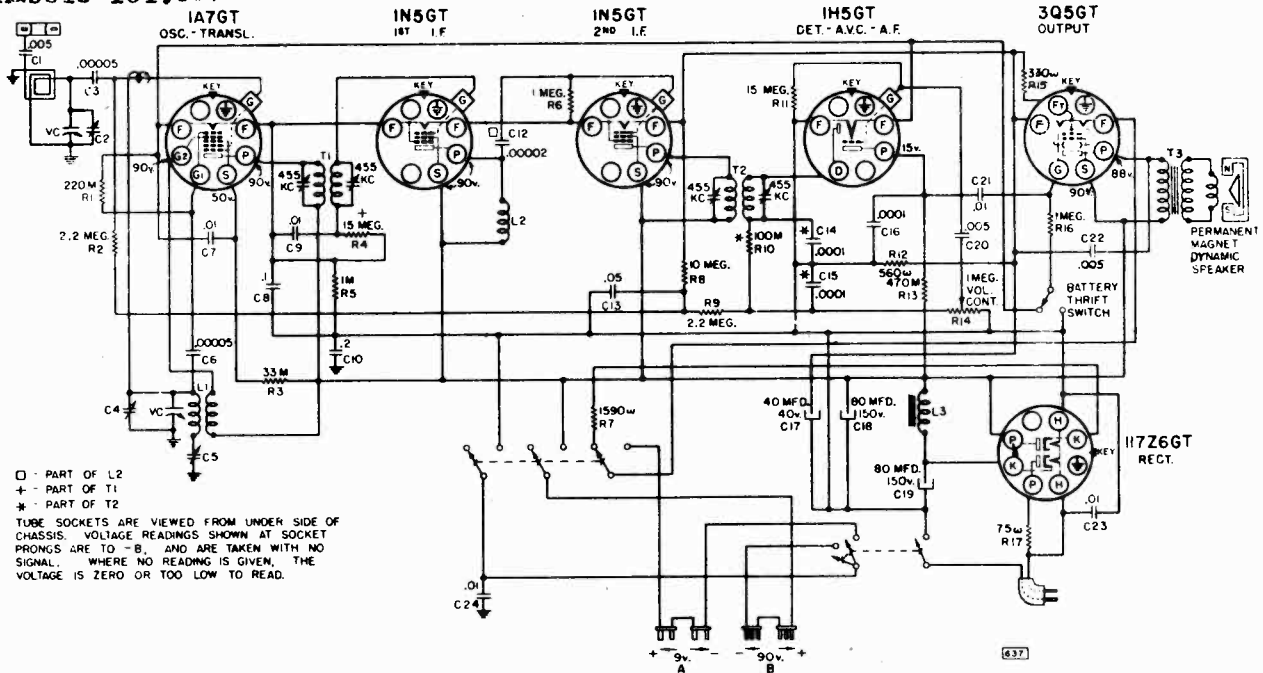 1A7GT
OSC.-TRANSL.
1N5GT
1ST I.F.
1N5GT
2ND I.F.
1H5GT
DET.-A.V.C.-A.F.
3Q5GT
OUTPUT
.005
C1
.00005
C3
VC
C2
KEY
G
F
F
G2
P
G1
S
90v.
90v.
50v.
220M
R1
2.2 MEG.
R2
.01
C7
T1
455
KC
455
KC
.01
C9
+
15 MEG.
R4
.1
C8
1M
R5
.2
C10
.00005
C6
L1
C4
VC
C5
33M
R3
KEY
G
F
F
P
S
90v.
1 MEG.
R6
□
C12
.00002
L2
KEY
G
F
F
P
S
90v.
455
KC
T2
455
KC
*
100M
R10
* C14
.0001
* C15
.0001
10 MEG.
R8
.05
C13
R9
2.2 MEG.
15 MEG.
R11
KEY
G
F
F
P
D
15v.
.0001
C16
R12
560ω
470M
R13
C21
.01
.005
C20
1MEG.
VOL.
CONT.
R14
330ω
R15
KEY
F
FT
F
P
G
S
88v.
90v.
1MEG.
R16
C22
.005
T3
N
S
PERMANENT
MAGNET
DYNAMIC
SPEAKER
BATTERY
THRIFT
SWITCH
1590ω
R7
40 MFD.
40v.
C17
80 MFD.
150v.
C18
L3
80 MFD.
150v.
C19
H
P
K
K
P
H
KEY
117Z6GT
RECT.
.01
C23
75ω
R17
□ - PART OF L2
+ - PART OF T1
* - PART OF T2
TUBE SOCKETS ARE VIEWED FROM UNDER SIDE OF
CHASSIS. VOLTAGE READINGS SHOWN AT SOCKET
PRONGS ARE TO -B, AND ARE TAKEN WITH NO
SIGNAL. WHERE NO READING IS GIVEN, THE
VOLTAGE IS ZERO OR TOO LOW TO READ.
.01
C24
+ 9v. -
A
- 90v. +
B
637